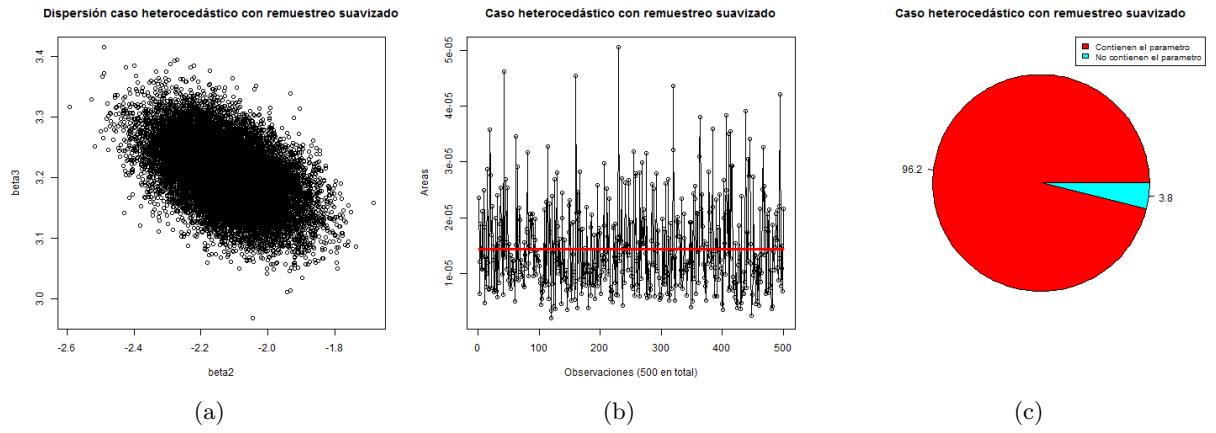 Dispersión caso heterocedástico con remuestreo suavizado
3.4
3.3
3.2
3.1
3.0
beta3
-2.6
-2.4
-2.2
-2.0
-1.8
beta2
(a)
Caso heterocedástico con remuestreo suavizado
5e-05
4e-05
3e-05
2e-05
1e-05
Areas
0
100
200
300
400
500
Observaciones (500 en total)
(b)
Caso heterocedástico con remuestreo suavizado
Contienen el parametro
No contienen el parametro
96.2
3.8
(c)